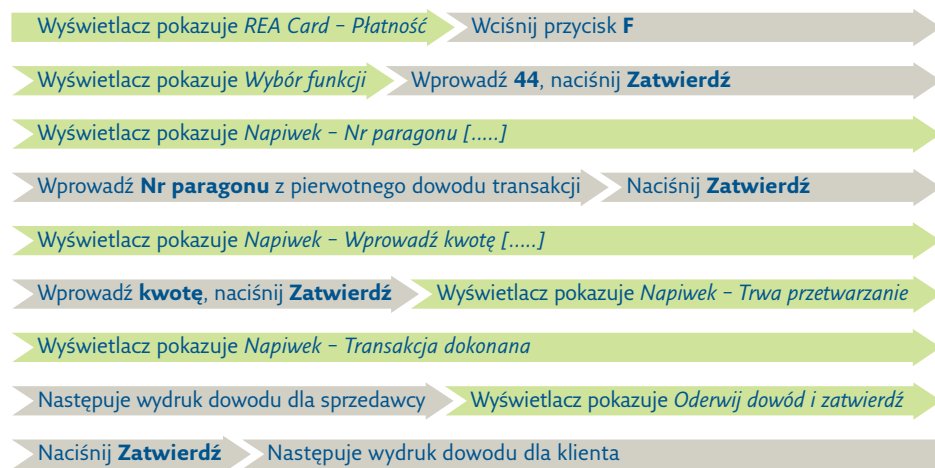 Wyświetlacz pokazuje REA Card – Płatność Wciśnij przycisk F
Wyświetlacz pokazuje Wybór funkcji Wprowadź 44, naciśnij Zatwierdź
Wyświetlacz pokazuje Napiwek – Nr paragonu [.....]
Wprowadź Nr paragonu z pierwotnego dowodu transakcji Naciśnij Zatwierdź
Wyświetlacz pokazuje Napiwek – Wprowadź kwotę [.....]
Wprowadź kwotę, naciśnij Zatwierdź Wyświetlacz pokazuje Napiwek – Trwa przetwarzanie
Wyświetlacz pokazuje Napiwek – Transakcja dokonana
Następuje wydruk dowodu dla sprzedawcy Wyświetlacz pokazuje Oderwij dowód i zatwierdź
Naciśnij Zatwierdź Następuje wydruk dowodu dla klienta